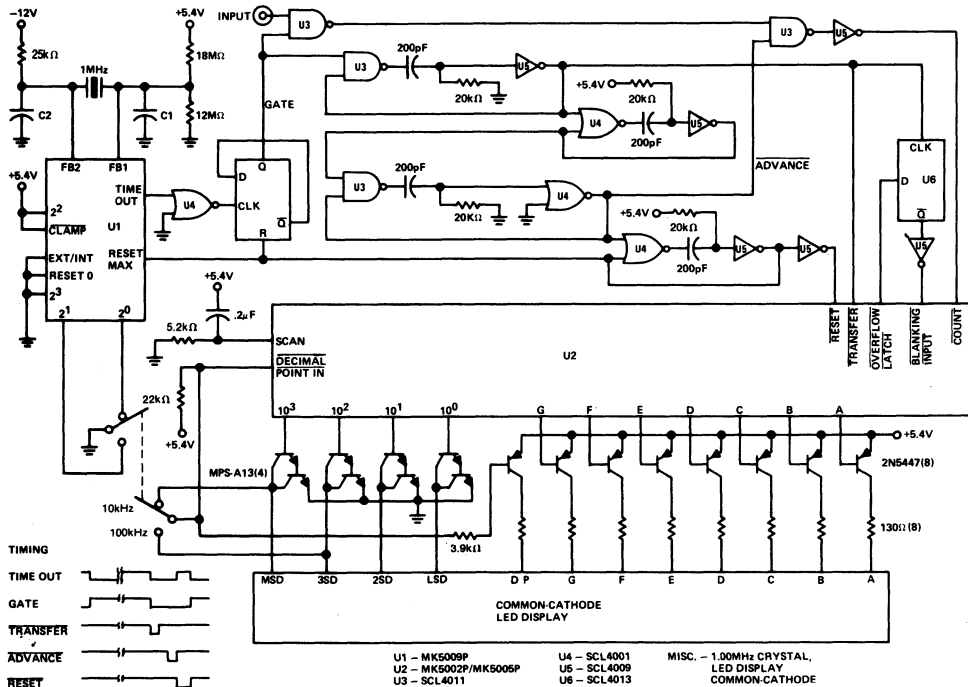 −12V
+5.4V
INPUT
U3
U3
U5
25kΩ
1MHz
18MΩ
200pF
U3
U5
+5.4V
20kΩ
20kΩ
C2
C1
12MΩ
GATE
U4
U5
200pF
CLK
D U6
Q
FB2 FB1
+5.4V
TIME OUT
2²
CLAMP
U1
U4
D Q
CLK
Q
R
200pF
U3
20KΩ
U4
ADVANCE
+5.4V
20kΩ
U4
200pF
U5
U5
U5
EXT/INT
RESET MAX
RESET 0
2³
2¹ 2⁰
+5.4V
.2μF
5.2kΩ
SCAN
DECIMAL
POINT IN
U2
RESET
TRANSFER
OVERFLOW
LATCH
BLANKING
INPUT
COUNT
22kΩ
+5.4V
10³ 10² 10¹ 10⁰
G F E D C B A
+5.4V
MPS-A13(4)
2N5447(8)
10kHz
100kHz
3.9kΩ
130Ω(8)
MSD 3SD 2SD LSD D P G F E D C B A
COMMON-CATHODE
LED DISPLAY
TIMING
TIME OUT
GATE
TRANSFER
ADVANCE
RESET
U1 – MK5009P
U2 – MK5002P/MK5005P
U3 – SCL4011
U4 – SCL4001
U5 – SCL4009
U6 – SCL4013
MISC. – 1.00MHz CRYSTAL,
LED DISPLAY
COMMON-CATHODE